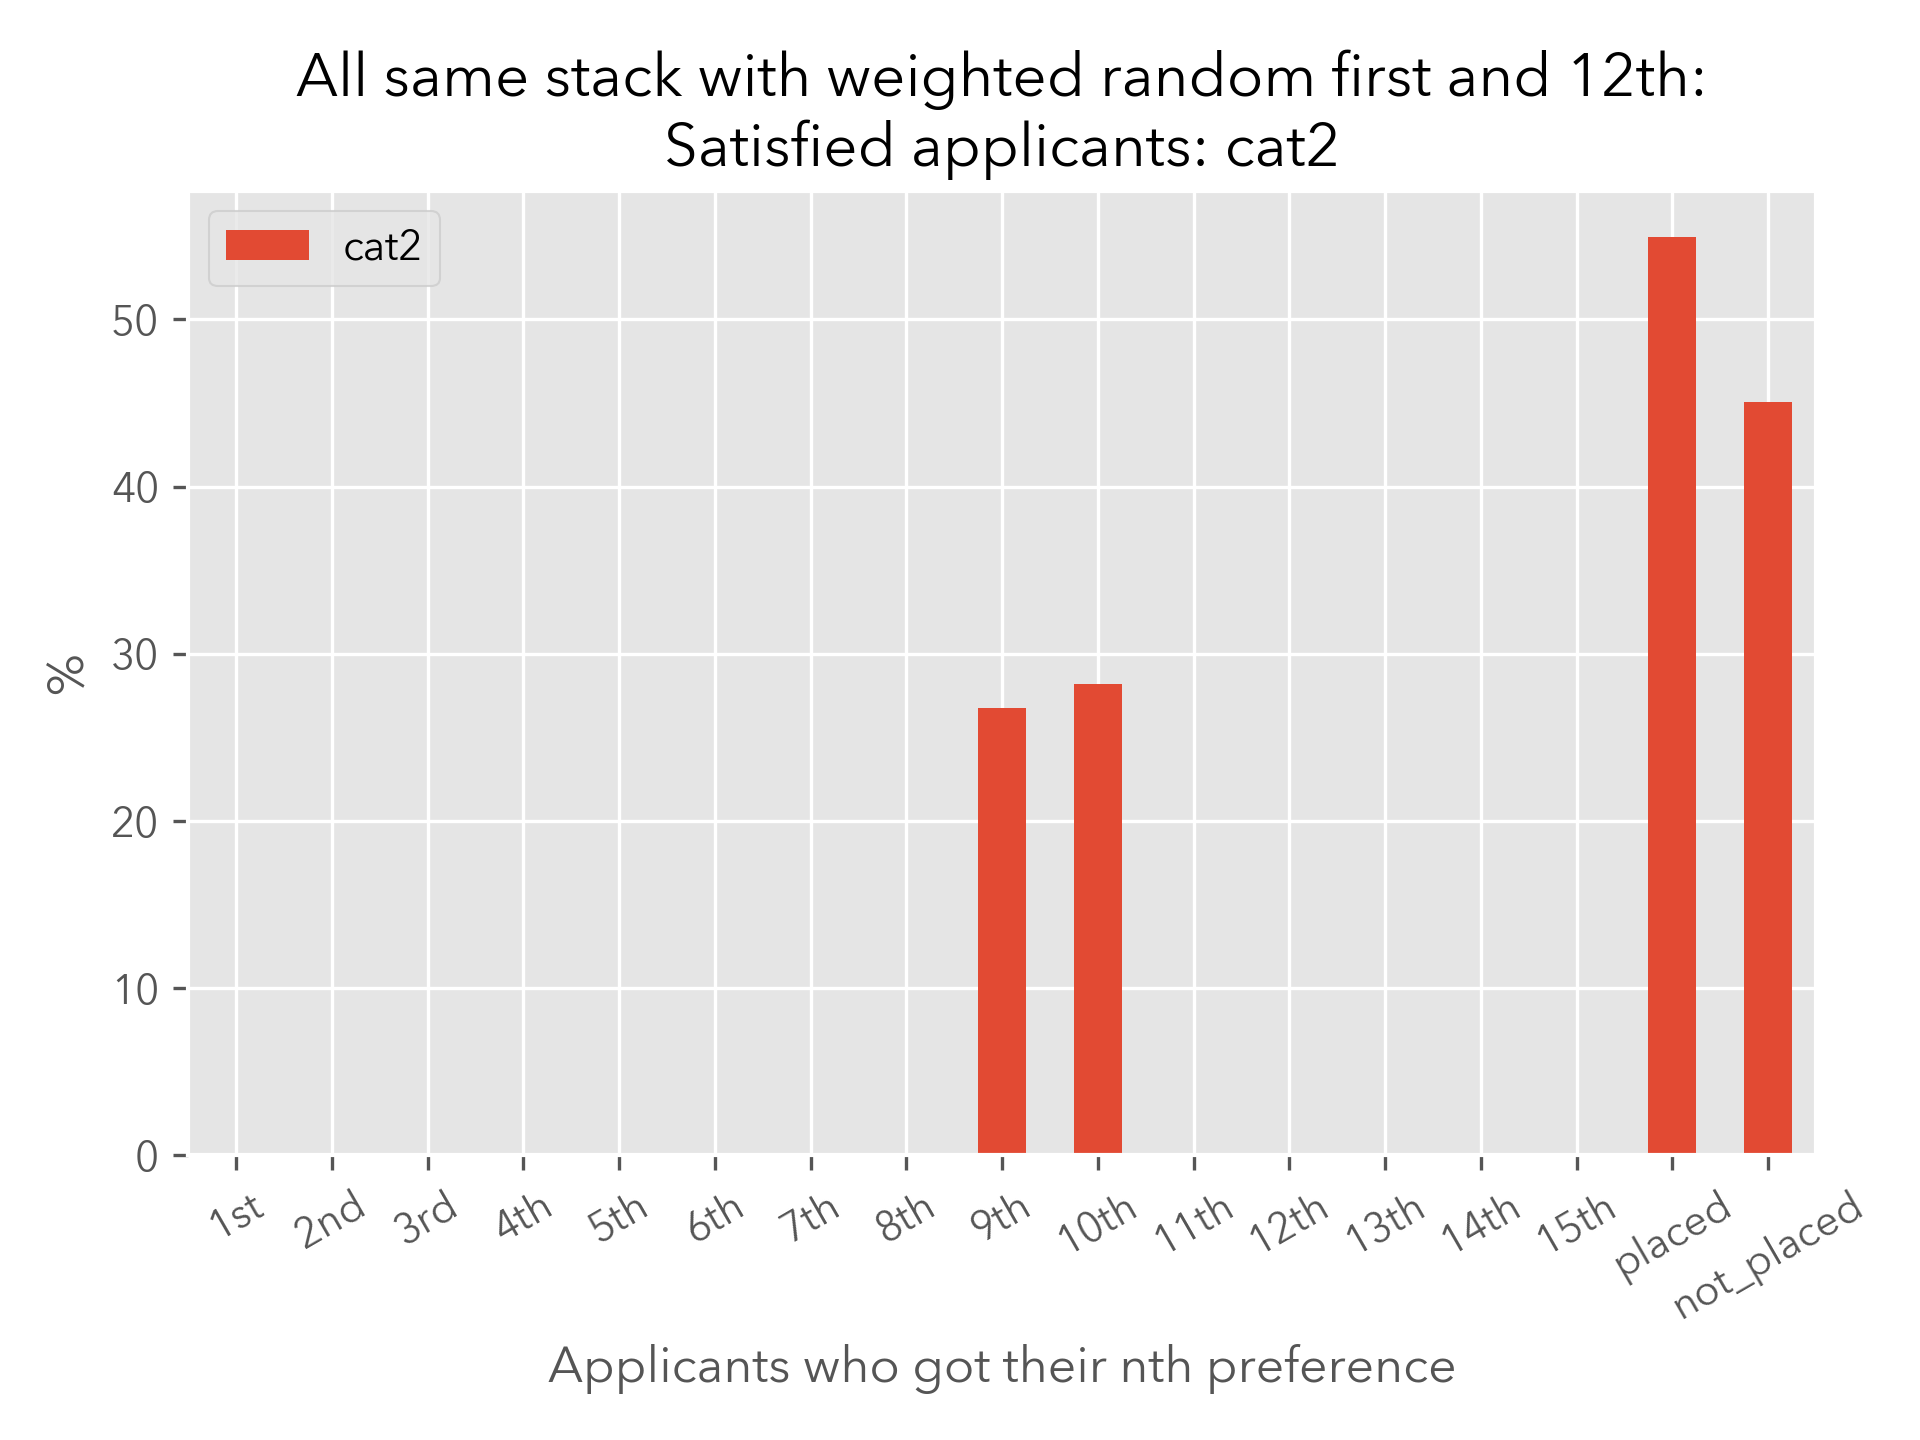 All same stack with weighted random first and 12th:
Satisfied applicants: cat2
cat2
50
40
30
20
10
0
%
1st
2nd
3rd
4th
5th
6th
7th
8th
9th
10th
11th
12th
13th
14th
15th
placed
not_placed
Applicants who got their nth preference